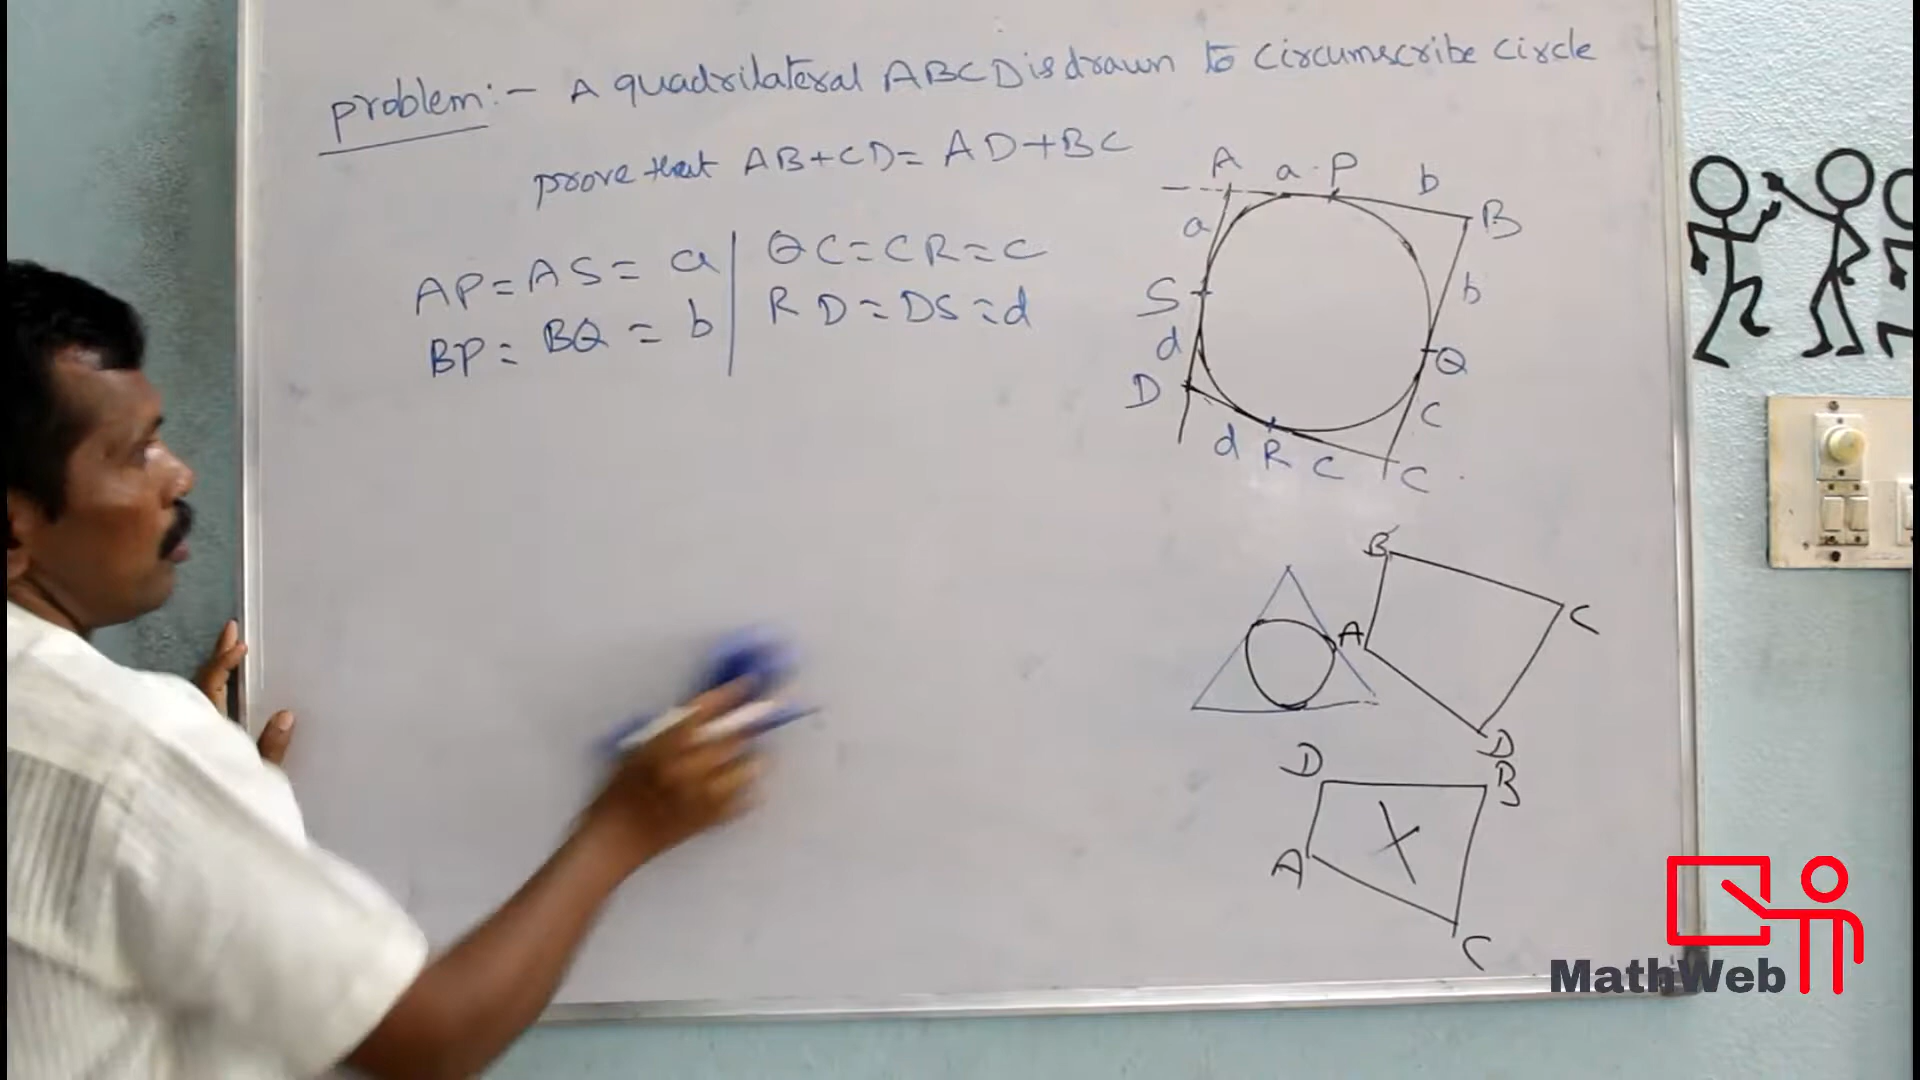 problem:- A quadrilateral ABCD is drawn to circumscribe circle
prove that AB+CD= AD+BC
AP=AS= a
BP= BQ = b
QC=CR=C
RD=DS=d
A a P b
B
a
S
b
d
Q
D
C
d R C
C
B
C
A
D
D
B
A
C
MathWeb